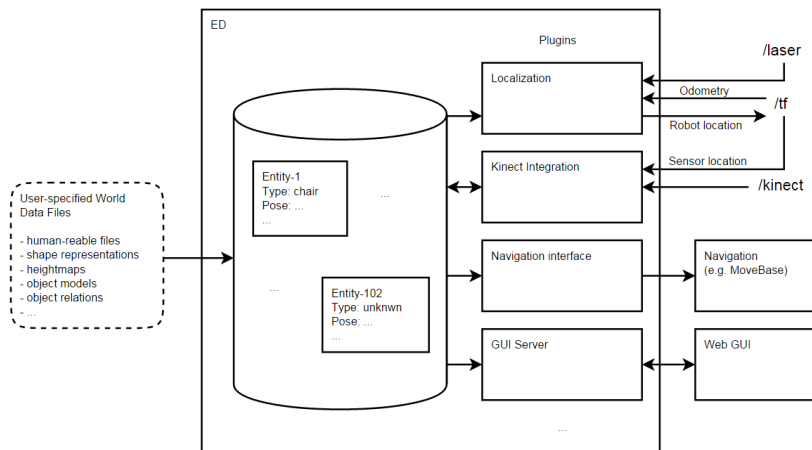 ED
Plugins
/laser
Localization
Odometry
/tf
Robot location
Kinect Integration
Sensor location
/kinect
Entity-1
Type: chair
Pose: ...
...
...
User-specified World
Data Files
- human-reable files
- shape representations
- heightmaps
- object models
- object relations
- ...
Navigation interface
Navigation
(e.g. MoveBase)
...
Entity-102
Type: unknwn
Pose: ...
...
...
GUI Server
Web GUI
...